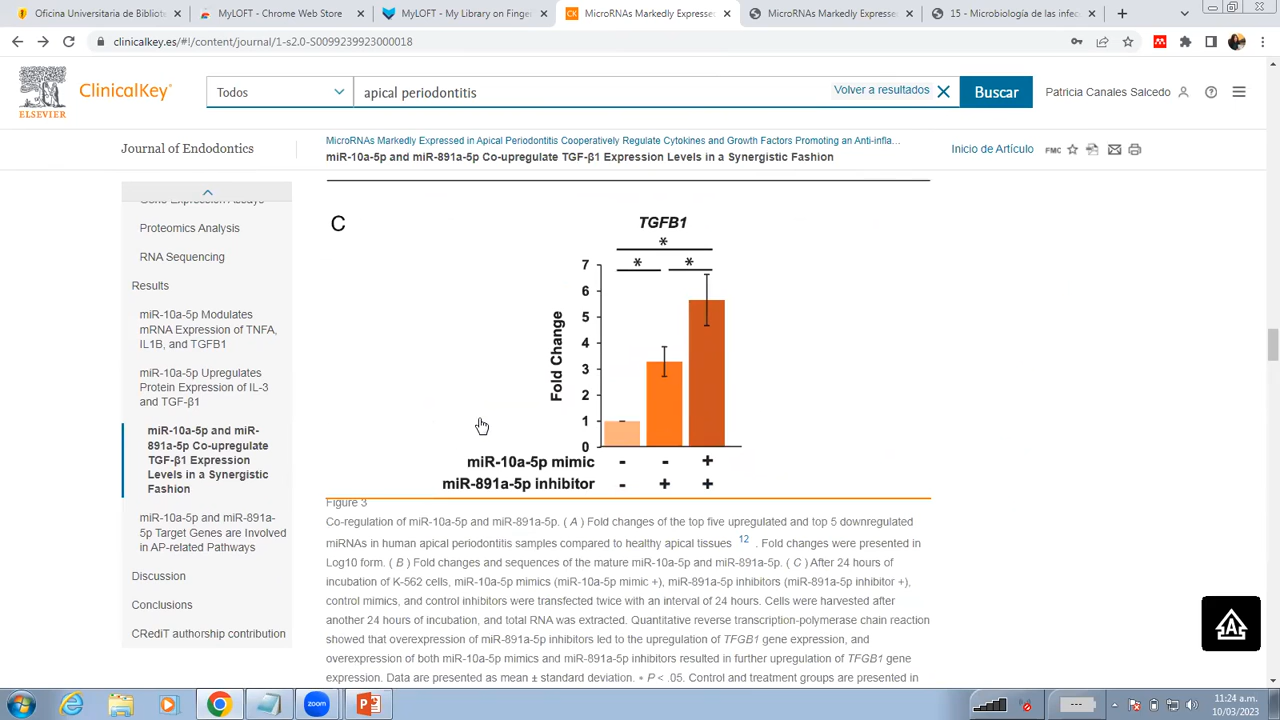 Oficina de Bibliotec
MyLOFT - Chrome Web Store
MyLOFT - My Library on Finger
MicroRNAs Markedly Expressed in
MicroRNAs Markedly Expresse
15 - Microbiología de las infec
clinicalkey.es/#!/content/journal/1-s2.0-S0099239923000018
ELSEVIER
ClinicalKey®
Todos
apical periodontitis
Volver a resultados
Buscar
Patricia Canales Salcedo
Journal of Endodontics
MicroRNAs Markedly Expressed in Apical Periodontitis Cooperatively Regulate Cytokines and Growth Factors Promoting an Anti-infla…
miR-10a-5p and miR-891a-5p Co-upregulate TGF-β1 Expression Levels in a Synergistic Fashion
Inicio de Artículo
FMC
Gene Expression Assays
Proteomics Analysis
RNA Sequencing
Results
miR-10a-5p Modulates
mRNA Expression of TNFA,
IL1B, and TGFB1
miR-10a-5p Upregulates
Protein Expression of IL-3
and TGF-β1
miR-10a-5p and miR-
891a-5p Co-upregulate
TGF-β1 Expression
Levels in a Synergistic
Fashion
miR-10a-5p and miR-891a-
5p Target Genes are Involved
in AP-related Pathways
Discussion
Conclusions
CRediT authorship contribution
C
TGFB1
*
* *
7
6
5
4
3
2
1
0
Fold Change
miR-10a-5p mimic - - +
miR-891a-5p inhibitor - + +
Figure 3
Co-regulation of miR-10a-5p and miR-891a-5p. ( A ) Fold changes of the top five upregulated and top 5 downregulated
miRNAs in human apical periodontitis samples compared to healthy apical tissues 12 . Fold changes were presented in
Log10 form. ( B ) Fold changes and sequences of the mature miR-10a-5p and miR-891a-5p. ( C ) After 24 hours of
incubation of K-562 cells, miR-10a-5p mimics (miR-10a-5p mimic +), miR-891a-5p inhibitors (miR-891a-5p inhibitor +),
control mimics, and control inhibitors were transfected twice with an interval of 24 hours. Cells were harvested after
another 24 hours of incubation, and total RNA was extracted. Quantitative reverse transcription-polymerase chain reaction
showed that overexpression of miR-891a-5p inhibitors led to the upregulation of TFGB1 gene expression, and
overexpression of both miR-10a-5p mimics and miR-891a-5p inhibitors resulted in further upregulation of TFGB1 gene
expression. Data are presented as mean ± standard deviation. * P < .05. Control and treatment groups are presented in
zoom
11:24 a.m.
10/03/2023